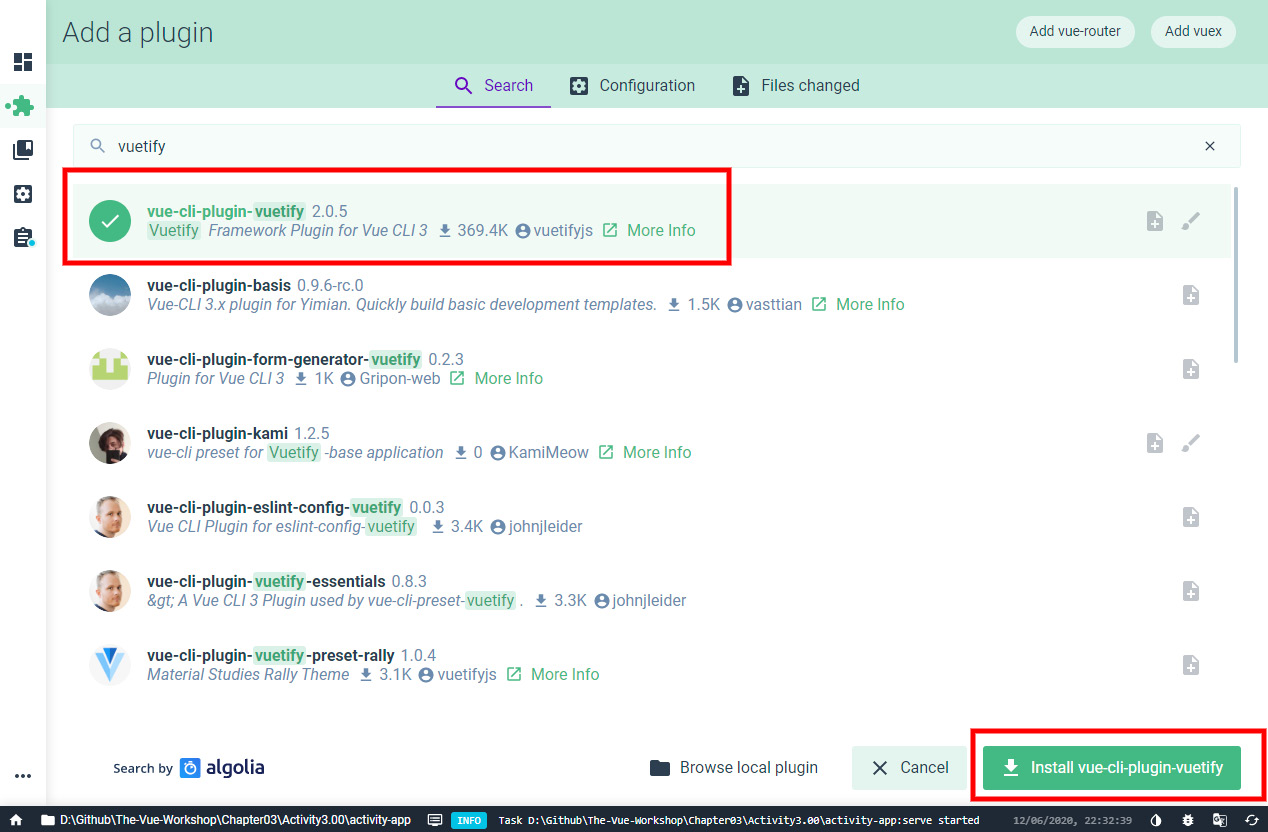 Add a plugin
Add vue-router
Add vuex
Search
Configuration
Files changed
vuetify
vue-cli-plugin-vuetify 2.0.5
Vuetify Framework Plugin for Vue CLI 3 369.4K vuetifyjs More Info
vue-cli-plugin-basis 0.9.6-rc.0
Vue-CLI 3.x plugin for Yimian. Quickly build basic development templates. 1.5K vasttian More Info
vue-cli-plugin-form-generator-vuetify 0.2.3
Plugin for Vue CLI 3 1K Gripon-web More Info
vue-cli-plugin-kami 1.2.5
vue-cli preset for Vuetify -base application 0 KamiMeow More Info
vue-cli-plugin-eslint-config-vuetify 0.0.3
Vue CLI Plugin for eslint-config-vuetify 3.4K johnjleider
vue-cli-plugin-vuetify-essentials 0.8.3
&gt; A Vue CLI 3 Plugin used by vue-cli-preset-vuetify . 3.3K johnjleider
vue-cli-plugin-vuetify-preset-rally 1.0.4
Material Studies Rally Theme 3.1K vuetifyjs More Info
Search by algolia
Browse local plugin
Cancel
Install vue-cli-plugin-vuetify
D:\Github\The-Vue-Workshop\Chapter03\Activity3.00\activity-app
INFO
Task D:\Github\The-Vue-Workshop\Chapter03\Activity3.00\activity-app:serve started
12/06/2020, 22:32:39